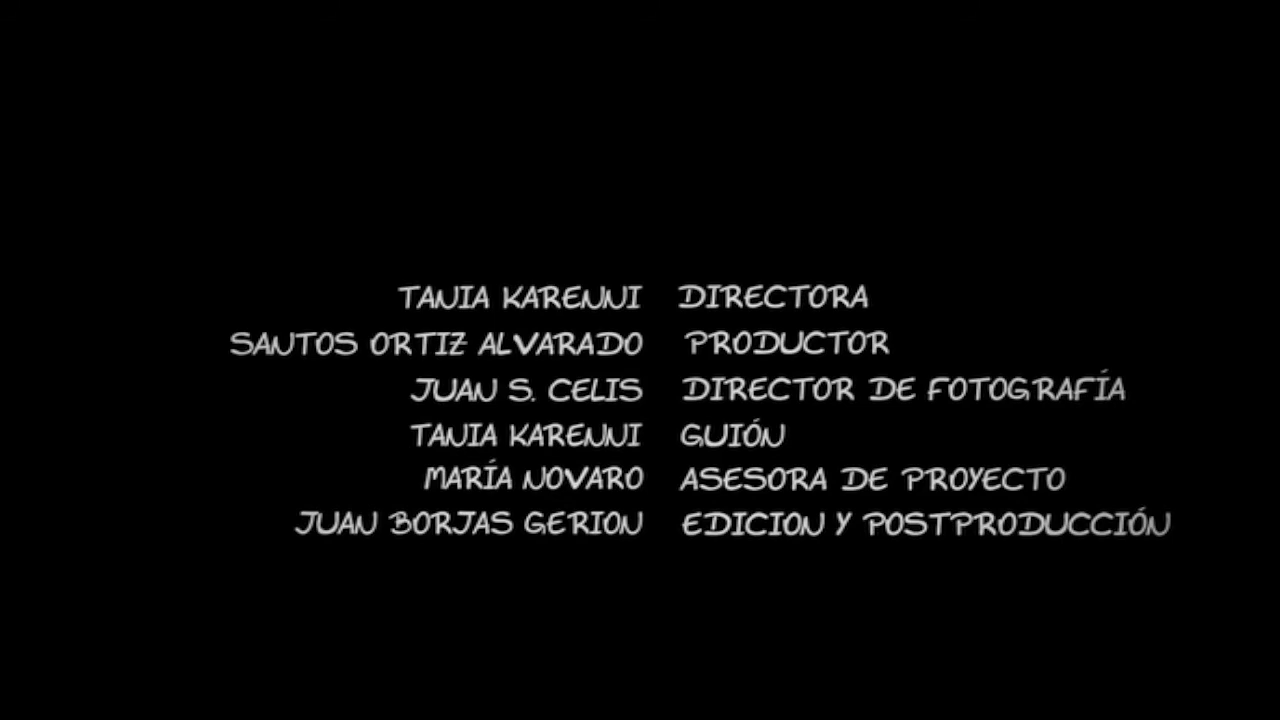 TANIA KARENNI DIRECTORA
SANTOS ORTIZ ALVARADO PRODUCTOR
JUAN S. CELIS DIRECTOR DE FOTOGRAFÍA
TANIA KARENNI GUIÓN
MARÍA NOVARO ASESORA DE PROYECTO
JUAN BORJAS GERION EDICION Y POSTPRODUCCIÓN